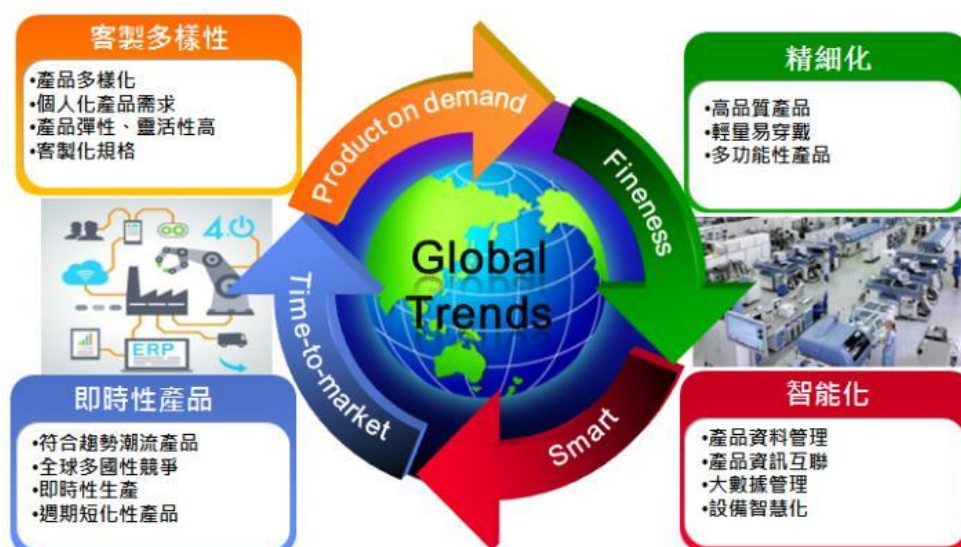 客製多樣性
•產品多樣化
•個人化產品需求
•產品彈性、靈活性高
•客製化規格
Product on demand
精細化
•高品質產品
•輕量易穿戴
•多功能性產品
Fineness
Global
Trends
4.0
ERP
Time-to-market
即時性產品
•符合趨勢潮流產品
•全球多國性競爭
•即時性生產
•週期短化性產品
Smart
智能化
•產品資料管理
•產品資訊互聯
•大數據管理
•設備智慧化